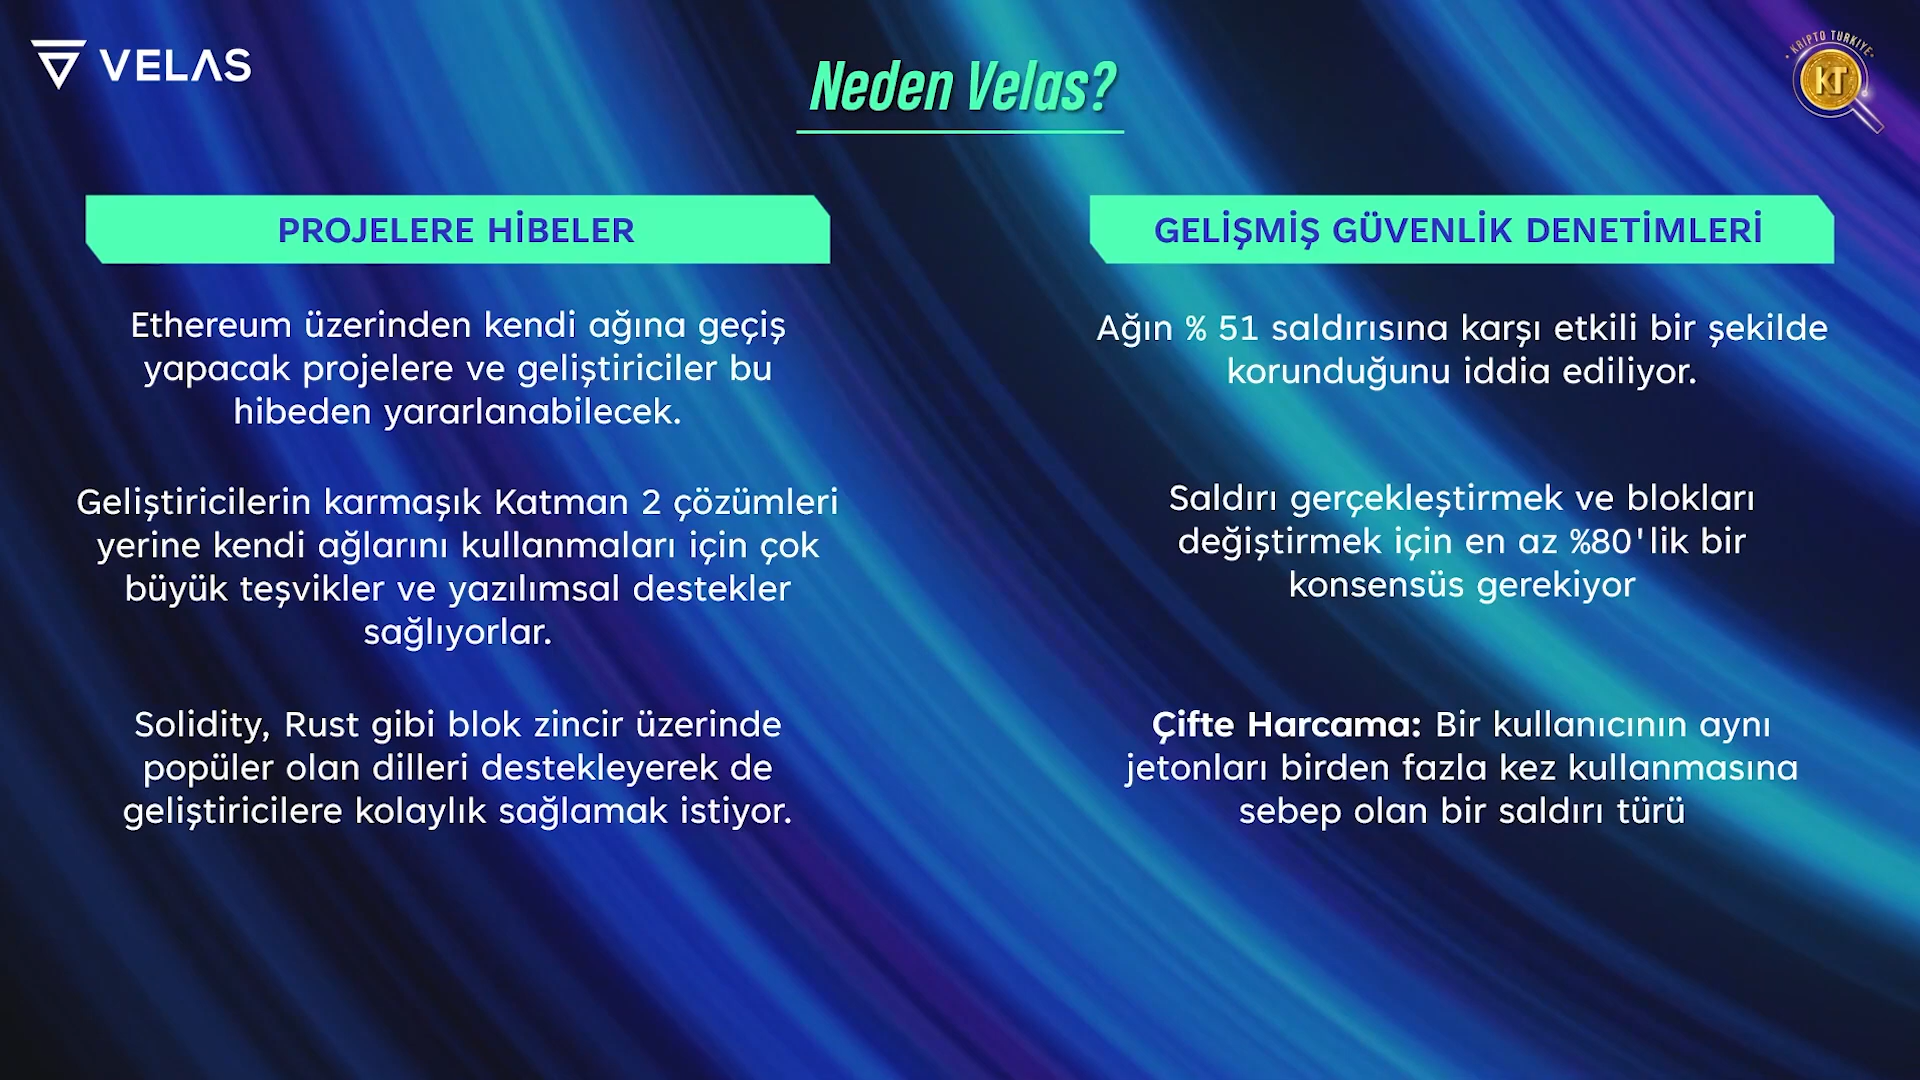 VELAS
Neden Velas?
KRIPTO TURKIYE
KT
PROJELERE HİBELER
Ethereum üzerinden kendi ağına geçiş
yapacak projelere ve geliştiriciler bu
hibeden yararlanabilecek.
Geliştiricilerin karmaşık Katman 2 çözümleri
yerine kendi ağlarını kullanmaları için çok
büyük teşvikler ve yazılımsal destekler
sağlıyorlar.
Solidity, Rust gibi blok zincir üzerinde
popüler olan dilleri destekleyerek de
geliştiricilere kolaylık sağlamak istiyor.
GELİŞMİŞ GÜVENLİK DENETİMLERİ
Ağın % 51 saldırısına karşı etkili bir şekilde
korunduğunu iddia ediliyor.
Saldırı gerçekleştirmek ve blokları
değiştirmek için en az %80'lik bir
konsensüs gerekiyor
Çifte Harcama: Bir kullanıcının aynı
jetonları birden fazla kez kullanmasına
sebep olan bir saldırı türü